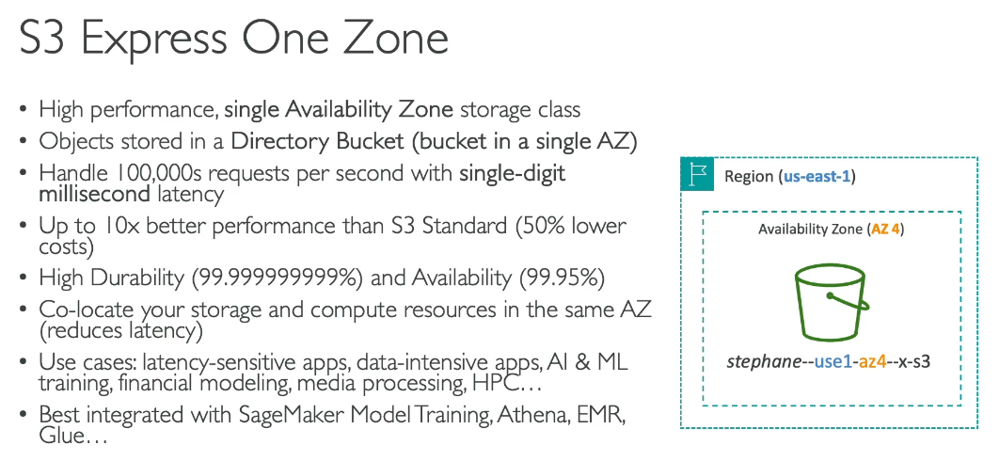 S3 Express One Zone
• High performance, single Availability Zone storage class
• Objects stored in a Directory Bucket (bucket in a single AZ)
• Handle 100,000s requests per second with single-digit
millisecond latency
• Up to 10x better performance than S3 Standard (50% lower
costs)
• High Durability (99.999999999%) and Availability (99.95%)
• Co-locate your storage and compute resources in the same AZ
(reduces latency)
• Use cases: latency-sensitive apps, data-intensive apps, AI & ML
training, financial modeling, media processing, HPC…
• Best integrated with SageMaker Model Training, Athena, EMR,
Glue…
Region (us-east-1)
Availability Zone (AZ 4)
stephane--use1-az4--x-s3